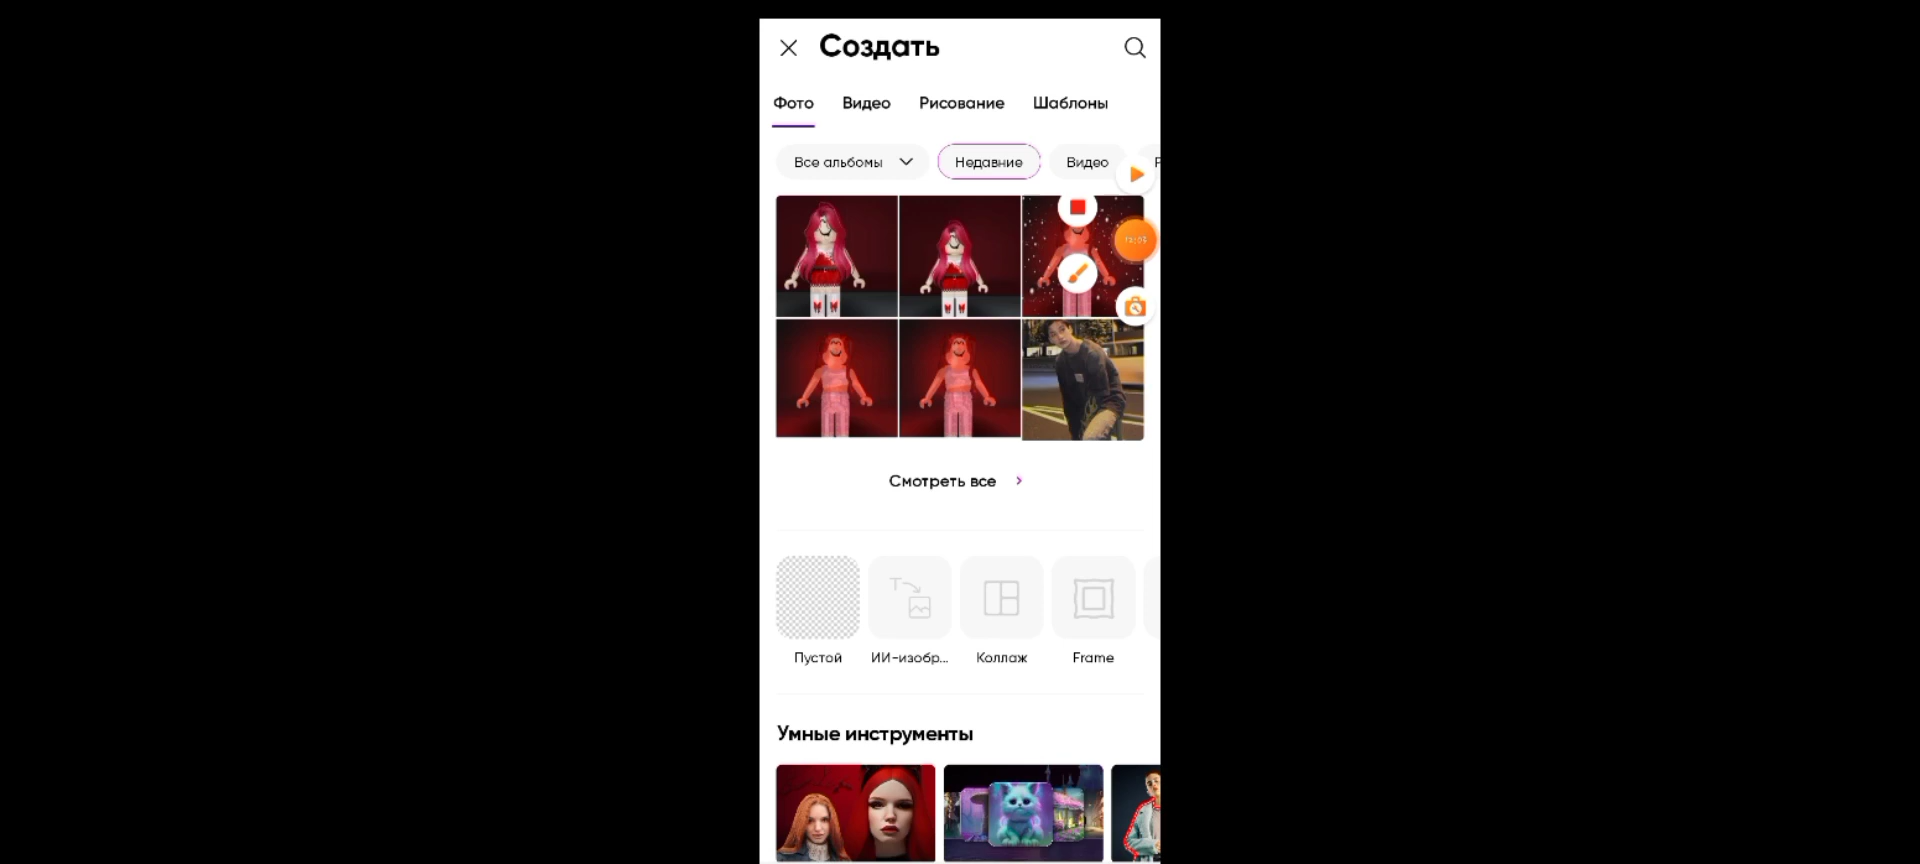 Создать
Фото Видео Рисование Шаблоны
Все альбомы Недавние Видео
Смотреть все
Пустой ИИ-изобр... Коллаж Frame
Умные инструменты